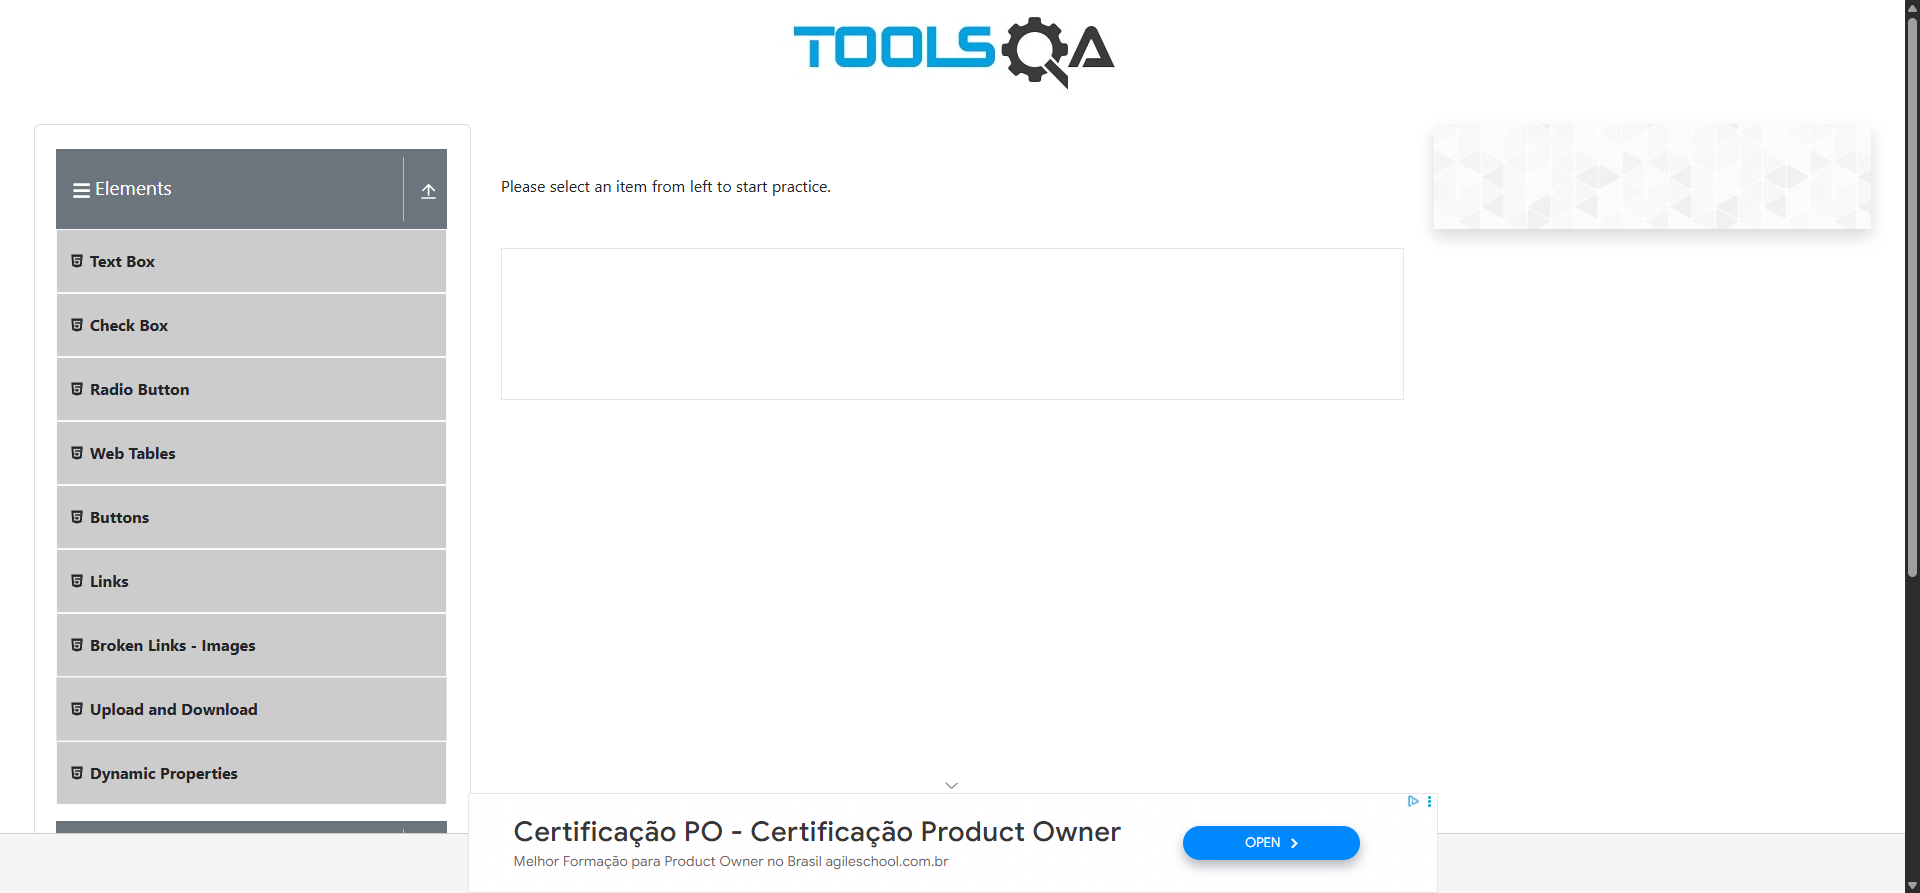 TOOLSQA
Elements
Please select an item from left to start practice.
Text Box
Check Box
Radio Button
Web Tables
Buttons
Links
Broken Links - Images
Upload and Download
Dynamic Properties
Certificação PO - Certificação Product Owner
Melhor Formação para Product Owner no Brasil agileschool.com.br
OPEN